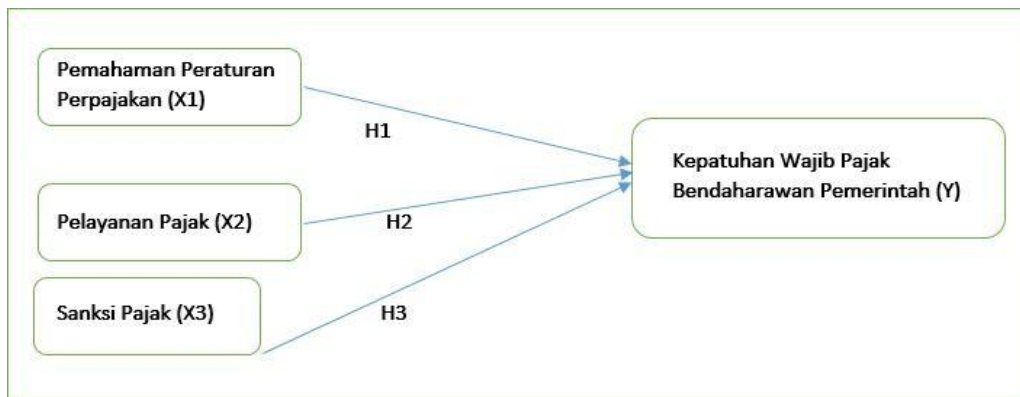 Pemahaman Peraturan
Perpajakan (X1)
H1
Kepatuhan Wajib Pajak
Bendaharawan Pemerintah (Y)
Pelayanan Pajak (X2)
H2
Sanksi Pajak (X3)
H3